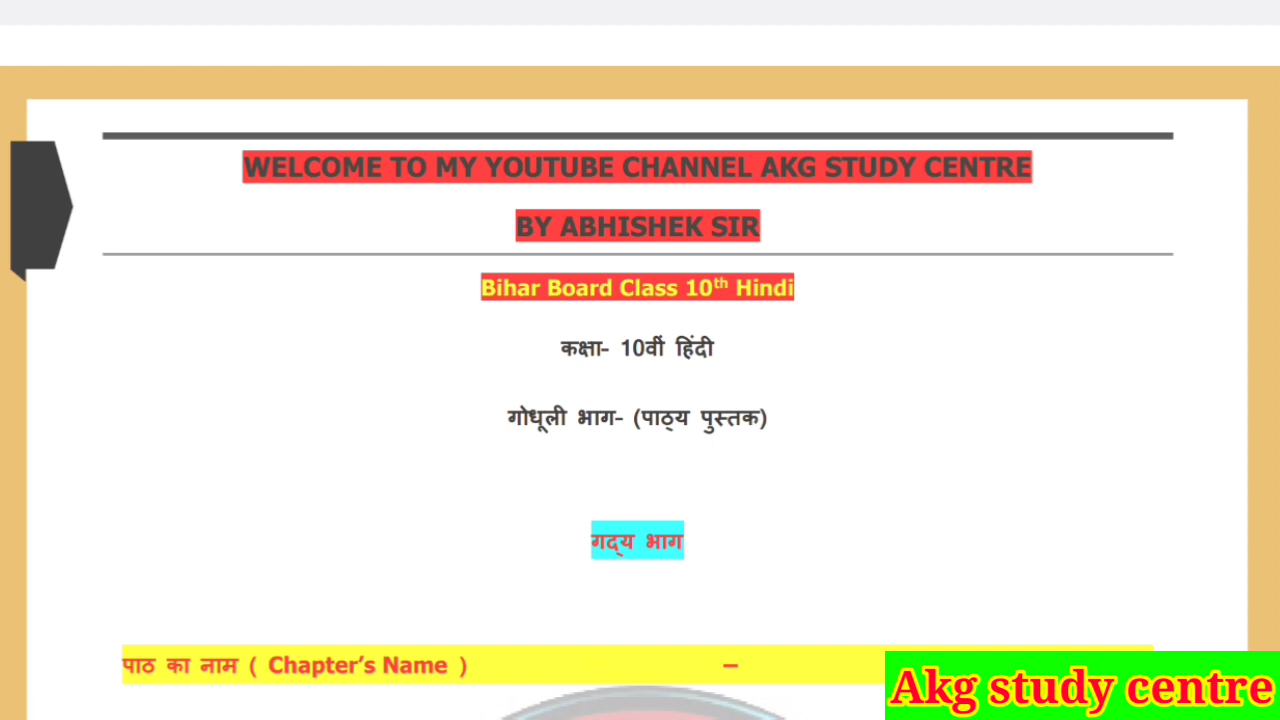 WELCOME TO MY YOUTUBE CHANNEL AKG STUDY CENTRE
BY ABHISHEK SIR
Bihar Board Class 10th Hindi
कक्षा- 10वीं हिंदी
गोधूली भाग- (पाठ्य पुस्तक)
गद्य भाग
पाठ का नाम ( Chapter's Name ) –
Akg study centre